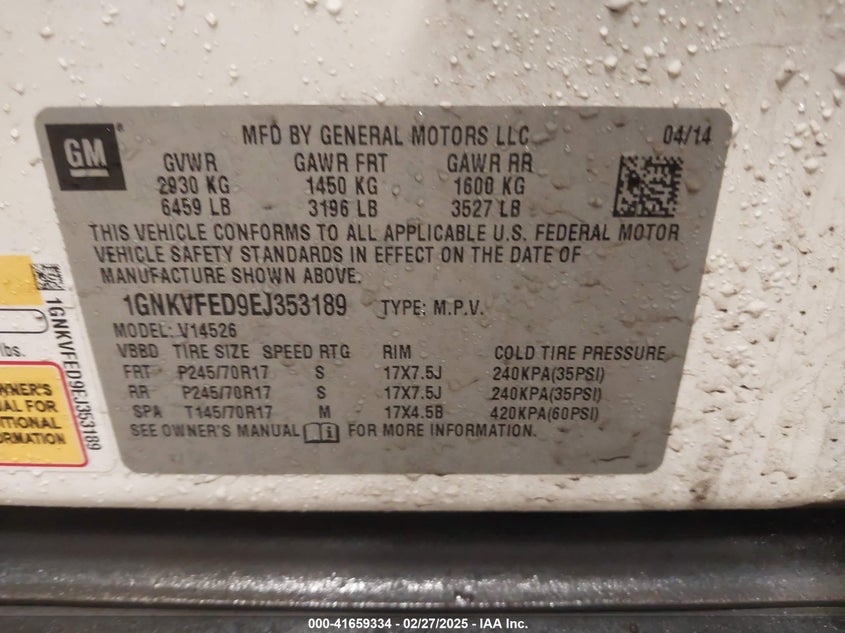 GM
MFD BY GENERAL MOTORS LLC 04/14
GVWR GAWR FRT GAWR RR
2930 KG 1450 KG 1600 KG
6459 LB 3196 LB 3527 LB
THIS VEHICLE CONFORMS TO ALL APPLICABLE U.S. FEDERAL MOTOR
VEHICLE SAFETY STANDARDS IN EFFECT ON THE DATE OF
MANUFACTURE SHOWN ABOVE.
1GNKVFED9EJ353189 TYPE: M.P.V.
MODEL: V14526
VBBD TIRE SIZE SPEED RTG RIM COLD TIRE PRESSURE
FRT P245/70R17 S 17X7.5J 240KPA(35PSI)
RR P245/70R17 S 17X7.5J 240KPA(35PSI)
SPA T145/70R17 M 17X4.5B 420KPA(60PSI)
SEE OWNER'S MANUAL FOR MORE INFORMATION.
1GNKVFED9EJ353189
lbs.
WNER'S
UAL FOR
ITIONAL
ORMATION
000-41659334 - 02/27/2025 - IAA Inc.